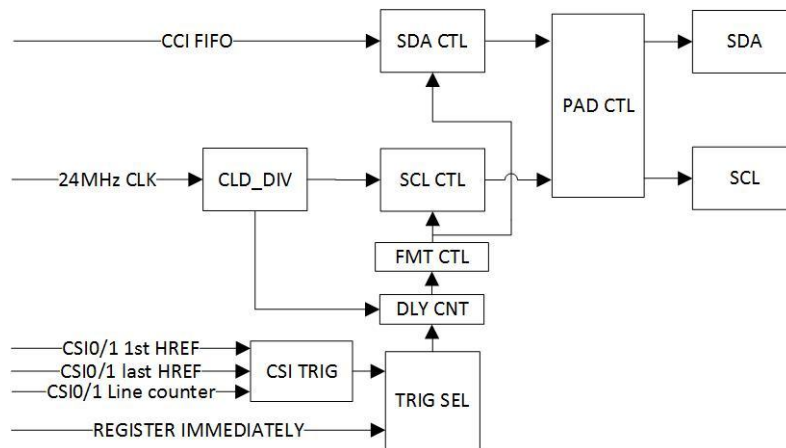 CCI FIFO
SDA CTL
PAD CTL
SDA
24MHz CLK
CLD_DIV
SCL CTL
SCL
FMT CTL
DLY CNT
CSI0/1 1st HREF
CSI0/1 last HREF
CSI0/1 Line counter
CSI TRIG
TRIG SEL
REGISTER IMMEDIATELY